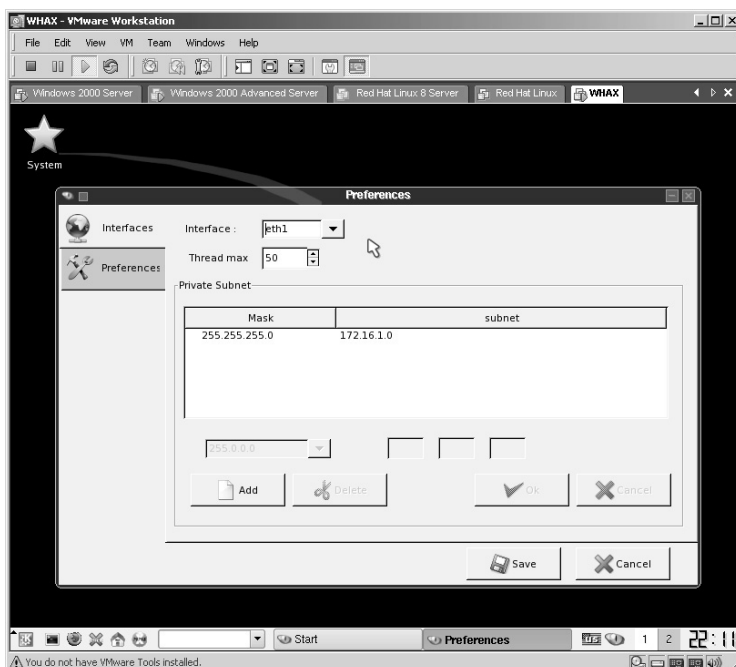 WHAX - VMware Workstation
File Edit View VM Team Windows Help
Windows 2000 Server Windows 2000 Advanced Server Red Hat Linux 8 Server Red Hat Linux WHAX
System
Preferences
Interfaces
Preferences
Interface : eth1
Thread max 50
Private Subnet
Mask subnet
255.255.255.0 172.16.1.0
255.0.0.0
Add Delete Ok Cancel
Save Cancel
Start Preferences 1 2 22:11
You do not have VMware Tools installed.